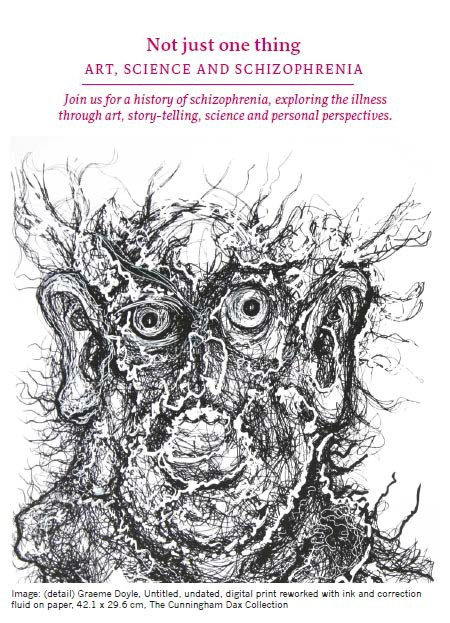 Not just one thing
ART, SCIENCE AND SCHIZOPHRENIA
Join us for a history of schizophrenia, exploring the illness
through art, story-telling, science and personal perspectives.
Image: (detail) Graeme Doyle, Untitled, undated, digital print reworked with ink and correction
fluid on paper, 42.1 x 29.6 cm, The Cunningham Dax Collection